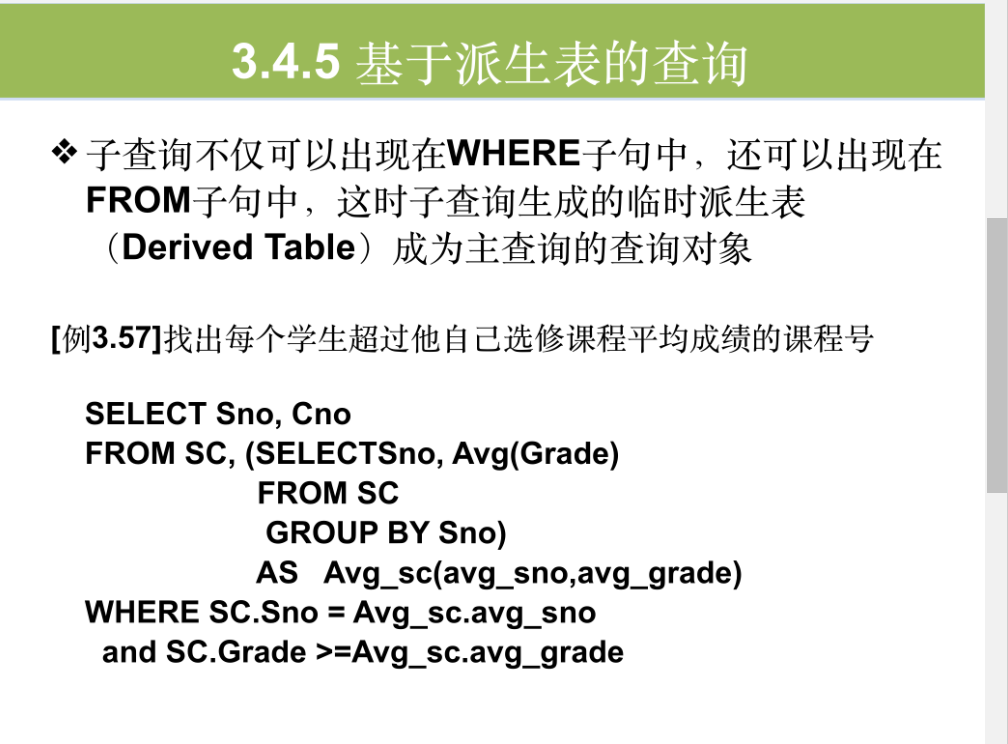 3.4.5 基于派生表的查询
❖ 子查询不仅可以出现在WHERE子句中，还可以出现在
FROM子句中，这时子查询生成的临时派生表
（Derived Table）成为主查询的查询对象
[例3.57]找出每个学生超过他自己选修课程平均成绩的课程号
SELECT Sno, Cno
FROM SC, (SELECTSno, Avg(Grade)
FROM SC
GROUP BY Sno)
AS Avg_sc(avg_sno,avg_grade)
WHERE SC.Sno = Avg_sc.avg_sno
and SC.Grade >=Avg_sc.avg_grade